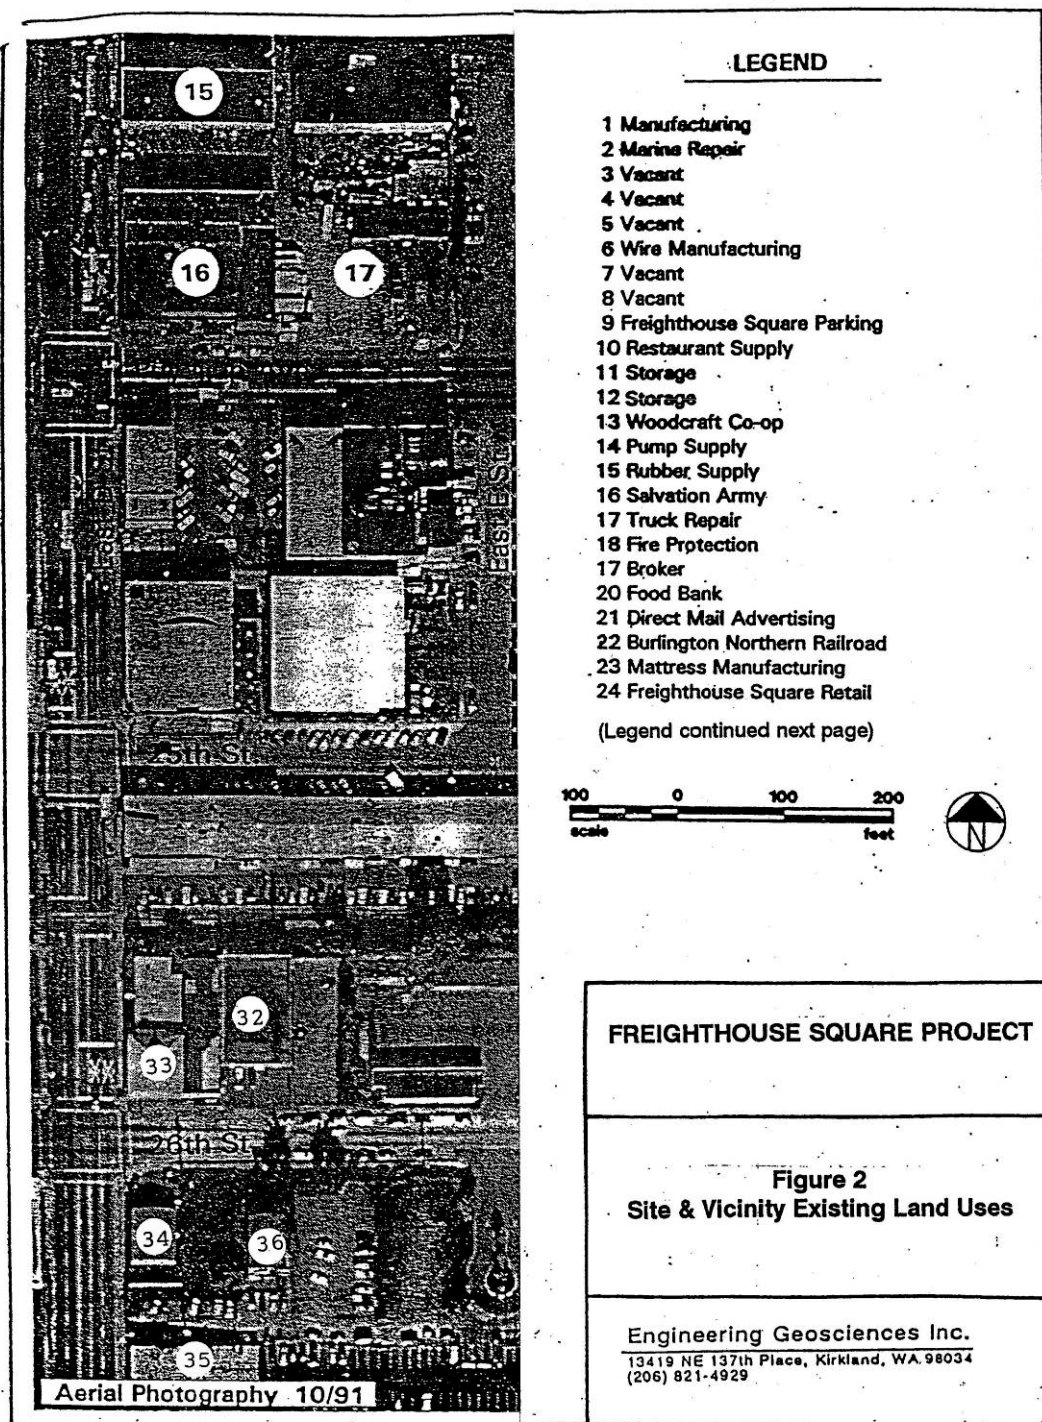 15
16
17
East E St.
25th St.
32
33
26th St.
34
36
35
Aerial Photography 10/91
LEGEND
1 Manufacturing
2 Marine Repair
3 Vacant
4 Vacant
5 Vacant
6 Wire Manufacturing
7 Vacant
8 Vacant
9 Freighthouse Square Parking
10 Restaurant Supply
11 Storage
12 Storage
13 Woodcraft Co-op
14 Pump Supply
15 Rubber Supply
16 Salvation Army
17 Truck Repair
18 Fire Protection
17 Broker
20 Food Bank
21 Direct Mail Advertising
22 Burlington Northern Railroad
23 Mattress Manufacturing
24 Freighthouse Square Retail
(Legend continued next page)
100 0 100 200
scale feet
N
FREIGHTHOUSE SQUARE PROJECT
Figure 2
Site & Vicinity Existing Land Uses
Engineering Geosciences Inc.
13419 NE 137th Place, Kirkland, WA. 98034
(206) 821-4929